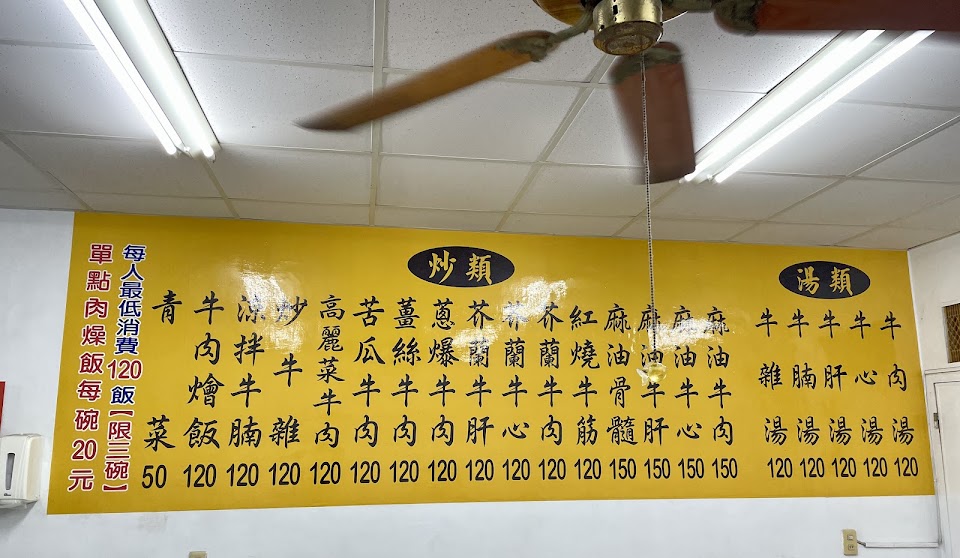 湯類
牛肉湯 120
牛心湯 120
牛肝湯 120
牛腩湯 120
牛雜湯 120
炒類
麻油牛肉 150
麻油牛心 150
麻油牛肝 150
麻油骨髓 150
紅燒牛筋 120
芥蘭牛肉 120
芥蘭牛心 120
芥蘭牛肝 120
蔥爆牛肉 120
薑絲牛肉 120
苦瓜牛肉 120
高麗菜牛肉 120
炒牛雜 120
涼拌牛腩 120
牛肉燴飯 120
青菜 50
每人最低消費120飯【限三碗】
單點肉燥飯每碗20元